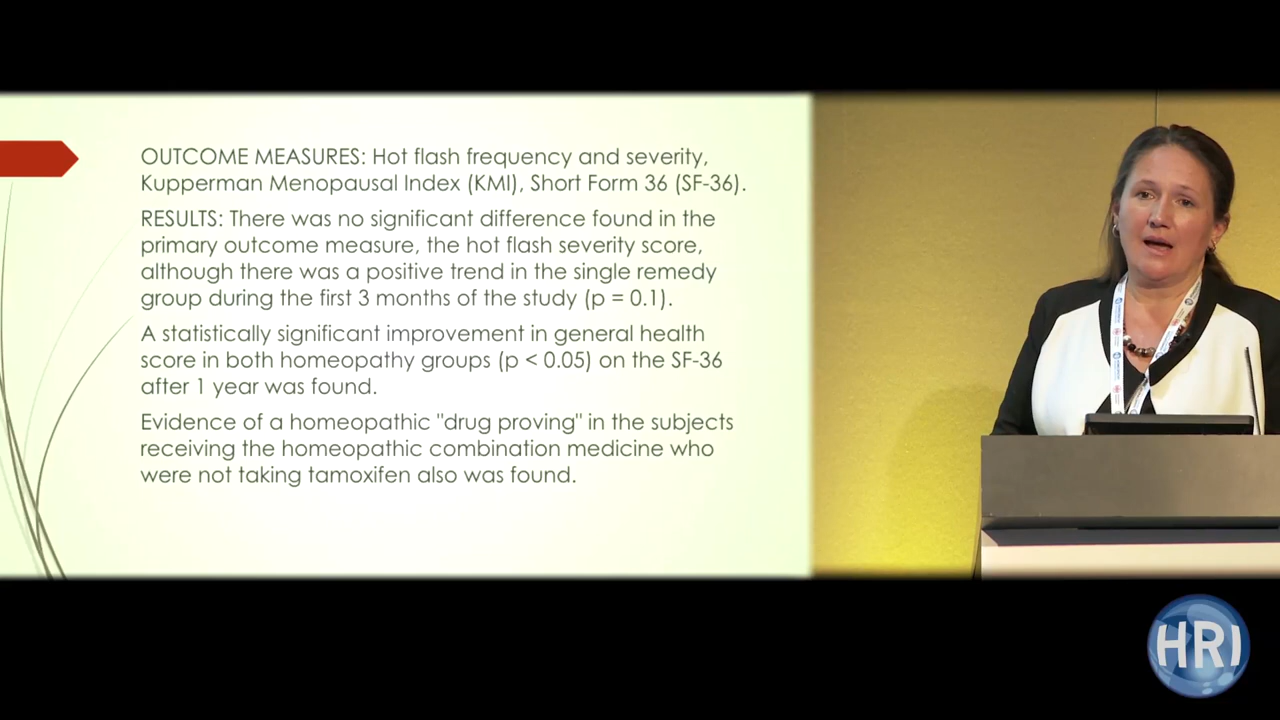 OUTCOME MEASURES: Hot flash frequency and severity,
Kupperman Menopausal Index (KMI), Short Form 36 (SF-36).
RESULTS: There was no significant difference found in the
primary outcome measure, the hot flash severity score,
although there was a positive trend in the single remedy
group during the first 3 months of the study (p = 0.1).
A statistically significant improvement in general health
score in both homeopathy groups (p < 0.05) on the SF-36
after 1 year was found.
Evidence of a homeopathic "drug proving" in the subjects
receiving the homeopathic combination medicine who
were not taking tamoxifen also was found.
HRI